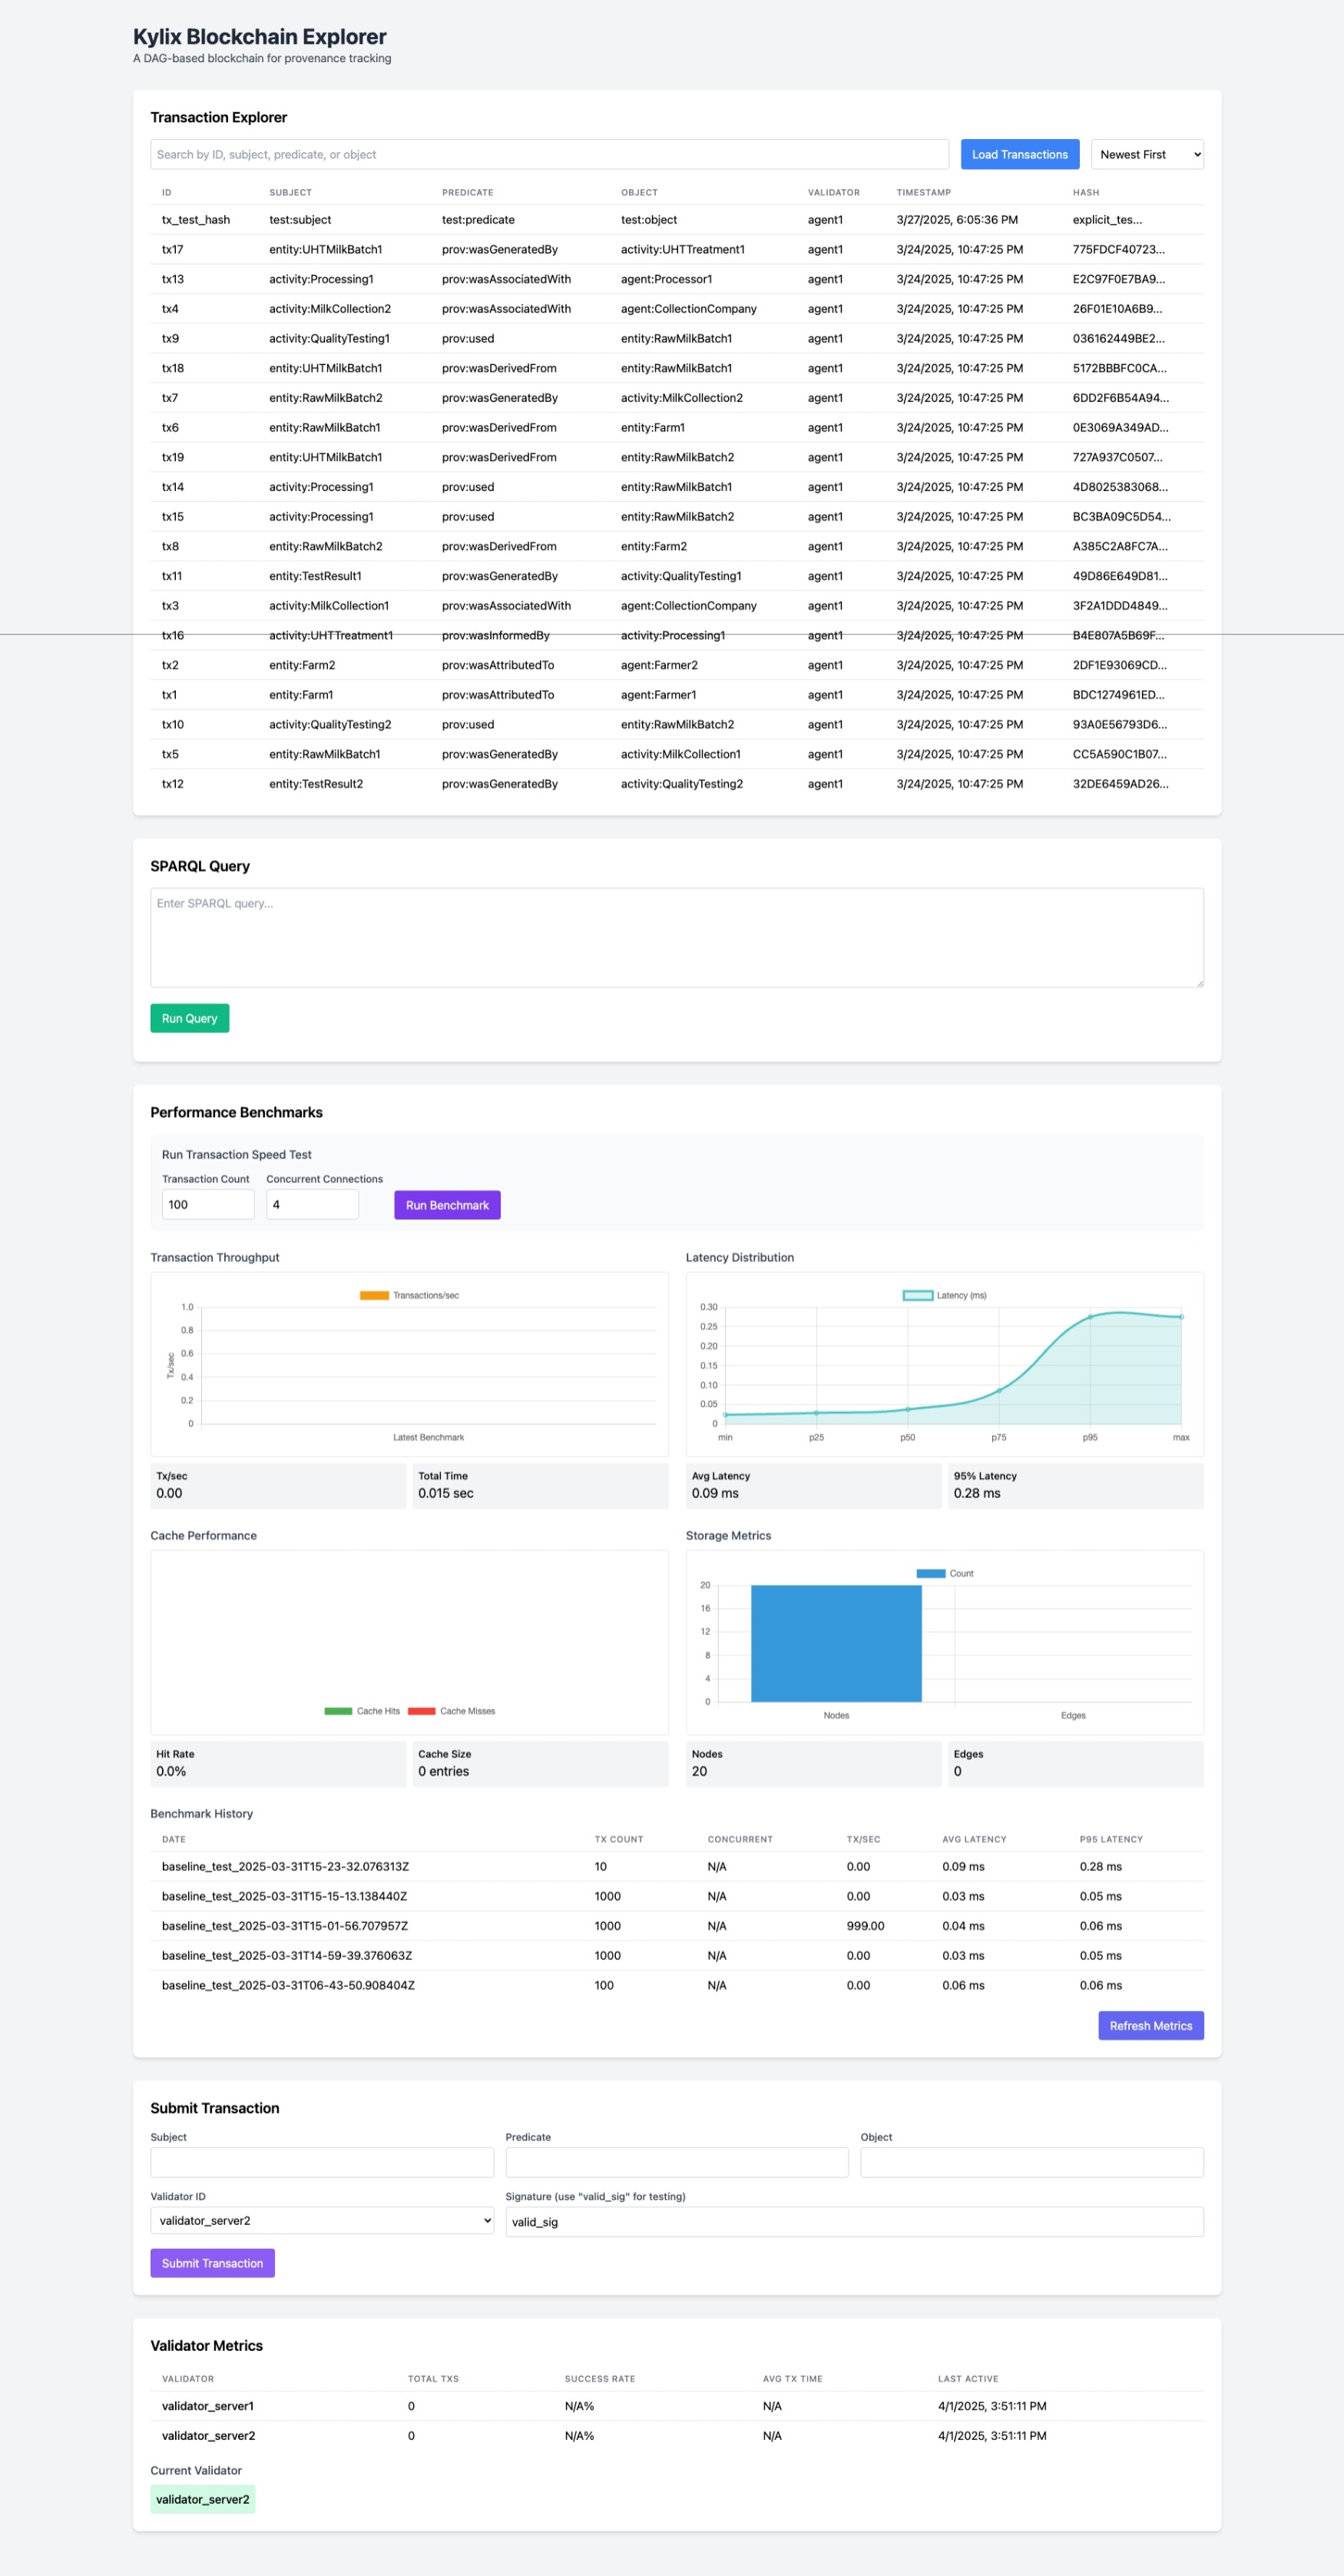 Kylix Blockchain Explorer
A DAG-based blockchain for provenance tracking
Transaction Explorer
Search by ID, subject, predicate, or object Load Transactions Newest First
ID SUBJECT PREDICATE OBJECT VALIDATOR TIMESTAMP HASH
tx_test_hash test:subject test:predicate test:object agent1 3/27/2025, 6:05:36 PM explicit_tes...
tx17 entity:UHTMilkBatch1 prov:wasGeneratedBy activity:UHTTreatment1 agent1 3/24/2025, 10:47:25 PM 775FDCF40723...
tx13 activity:Processing1 prov:wasAssociatedWith agent:Processor1 agent1 3/24/2025, 10:47:25 PM E2C97F0E7BA9...
tx4 activity:MilkCollection2 prov:wasAssociatedWith agent:CollectionCompany agent1 3/24/2025, 10:47:25 PM 26F01E10A6B9...
tx9 activity:QualityTesting1 prov:used entity:RawMilkBatch1 agent1 3/24/2025, 10:47:25 PM 036162449BE2...
tx18 entity:UHTMilkBatch1 prov:wasDerivedFrom entity:RawMilkBatch1 agent1 3/24/2025, 10:47:25 PM 5172BBBFC0CA...
tx7 entity:RawMilkBatch2 prov:wasGeneratedBy activity:MilkCollection2 agent1 3/24/2025, 10:47:25 PM 6DD2F6B54A94...
tx6 entity:RawMilkBatch1 prov:wasDerivedFrom entity:Farm1 agent1 3/24/2025, 10:47:25 PM 0E3069A349AD...
tx19 entity:UHTMilkBatch1 prov:wasDerivedFrom entity:RawMilkBatch2 agent1 3/24/2025, 10:47:25 PM 727A937C0507...
tx14 activity:Processing1 prov:used entity:RawMilkBatch1 agent1 3/24/2025, 10:47:25 PM 4D8025383068...
tx15 activity:Processing1 prov:used entity:RawMilkBatch2 agent1 3/24/2025, 10:47:25 PM BC3BA09C5D54...
tx8 entity:RawMilkBatch2 prov:wasDerivedFrom entity:Farm2 agent1 3/24/2025, 10:47:25 PM A385C2A8FC7A...
tx11 entity:TestResult1 prov:wasGeneratedBy activity:QualityTesting1 agent1 3/24/2025, 10:47:25 PM 49D86E649D81...
tx3 activity:MilkCollection1 prov:wasAssociatedWith agent:CollectionCompany agent1 3/24/2025, 10:47:25 PM 3F2A1DDD4849...
tx16 activity:UHTTreatment1 prov:wasInformedBy activity:Processing1 agent1 3/24/2025, 10:47:25 PM B4E807A5B69F...
tx2 entity:Farm2 prov:wasAttributedTo agent:Farmer2 agent1 3/24/2025, 10:47:25 PM 2DF1E93069CD...
tx1 entity:Farm1 prov:wasAttributedTo agent:Farmer1 agent1 3/24/2025, 10:47:25 PM BDC1274961ED...
tx10 activity:QualityTesting2 prov:used entity:RawMilkBatch2 agent1 3/24/2025, 10:47:25 PM 93A0E56793D6...
tx5 entity:RawMilkBatch1 prov:wasGeneratedBy activity:MilkCollection1 agent1 3/24/2025, 10:47:25 PM CC5A590C1B07...
tx12 entity:TestResult2 prov:wasGeneratedBy activity:QualityTesting2 agent1 3/24/2025, 10:47:25 PM 32DE6459AD26...
SPARQL Query
Enter SPARQL query...
Run Query
Performance Benchmarks
Run Transaction Speed Test
Transaction Count Concurrent Connections
100 4 Run Benchmark
Transaction Throughput
Transactions/sec
1.0
0.8
0.6
0.4
0.2
0
Tx/sec
Latest Benchmark
Tx/sec Total Time
0.00 0.015 sec
Latency Distribution
Latency (ms)
0.30
0.25
0.20
0.15
0.10
0.05
0
min p25 p50 p75 p95 max
Avg Latency 95% Latency
0.09 ms 0.28 ms
Cache Performance
Cache Hits Cache Misses
Hit Rate Cache Size
0.0% 0 entries
Storage Metrics
Count
20
16
12
8
4
0
Nodes Edges
Nodes Edges
20 0
Benchmark History
DATE TX COUNT CONCURRENT TX/SEC AVG LATENCY P95 LATENCY
baseline_test_2025-03-31T15-23-32.076313Z 10 N/A 0.00 0.09 ms 0.28 ms
baseline_test_2025-03-31T15-15-13.138440Z 1000 N/A 0.00 0.03 ms 0.05 ms
baseline_test_2025-03-31T15-01-56.707957Z 1000 N/A 999.00 0.04 ms 0.06 ms
baseline_test_2025-03-31T14-59-39.376063Z 1000 N/A 0.00 0.03 ms 0.05 ms
baseline_test_2025-03-31T06-43-50.908404Z 100 N/A 0.00 0.06 ms 0.06 ms
Refresh Metrics
Submit Transaction
Subject Predicate Object
Validator ID Signature (use "valid_sig" for testing)
validator_server2 valid_sig
Submit Transaction
Validator Metrics
VALIDATOR TOTAL TXS SUCCESS RATE AVG TX TIME LAST ACTIVE
validator_server1 0 N/A% N/A 4/1/2025, 3:51:11 PM
validator_server2 0 N/A% N/A 4/1/2025, 3:51:11 PM
Current Validator
validator_server2